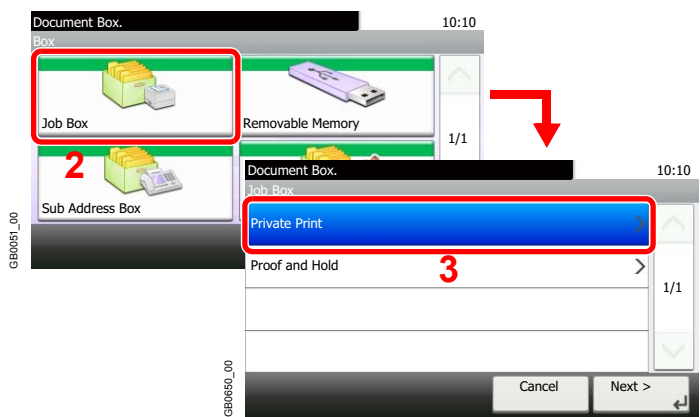 Document Box.
10:10
Box
Job Box
Removable Memory
1/1
2
Sub Address Box
GB0051_00
Document Box.
10:10
Job Box
Private Print
Proof and Hold
3
1/1
Cancel
Next >
GB0650_00